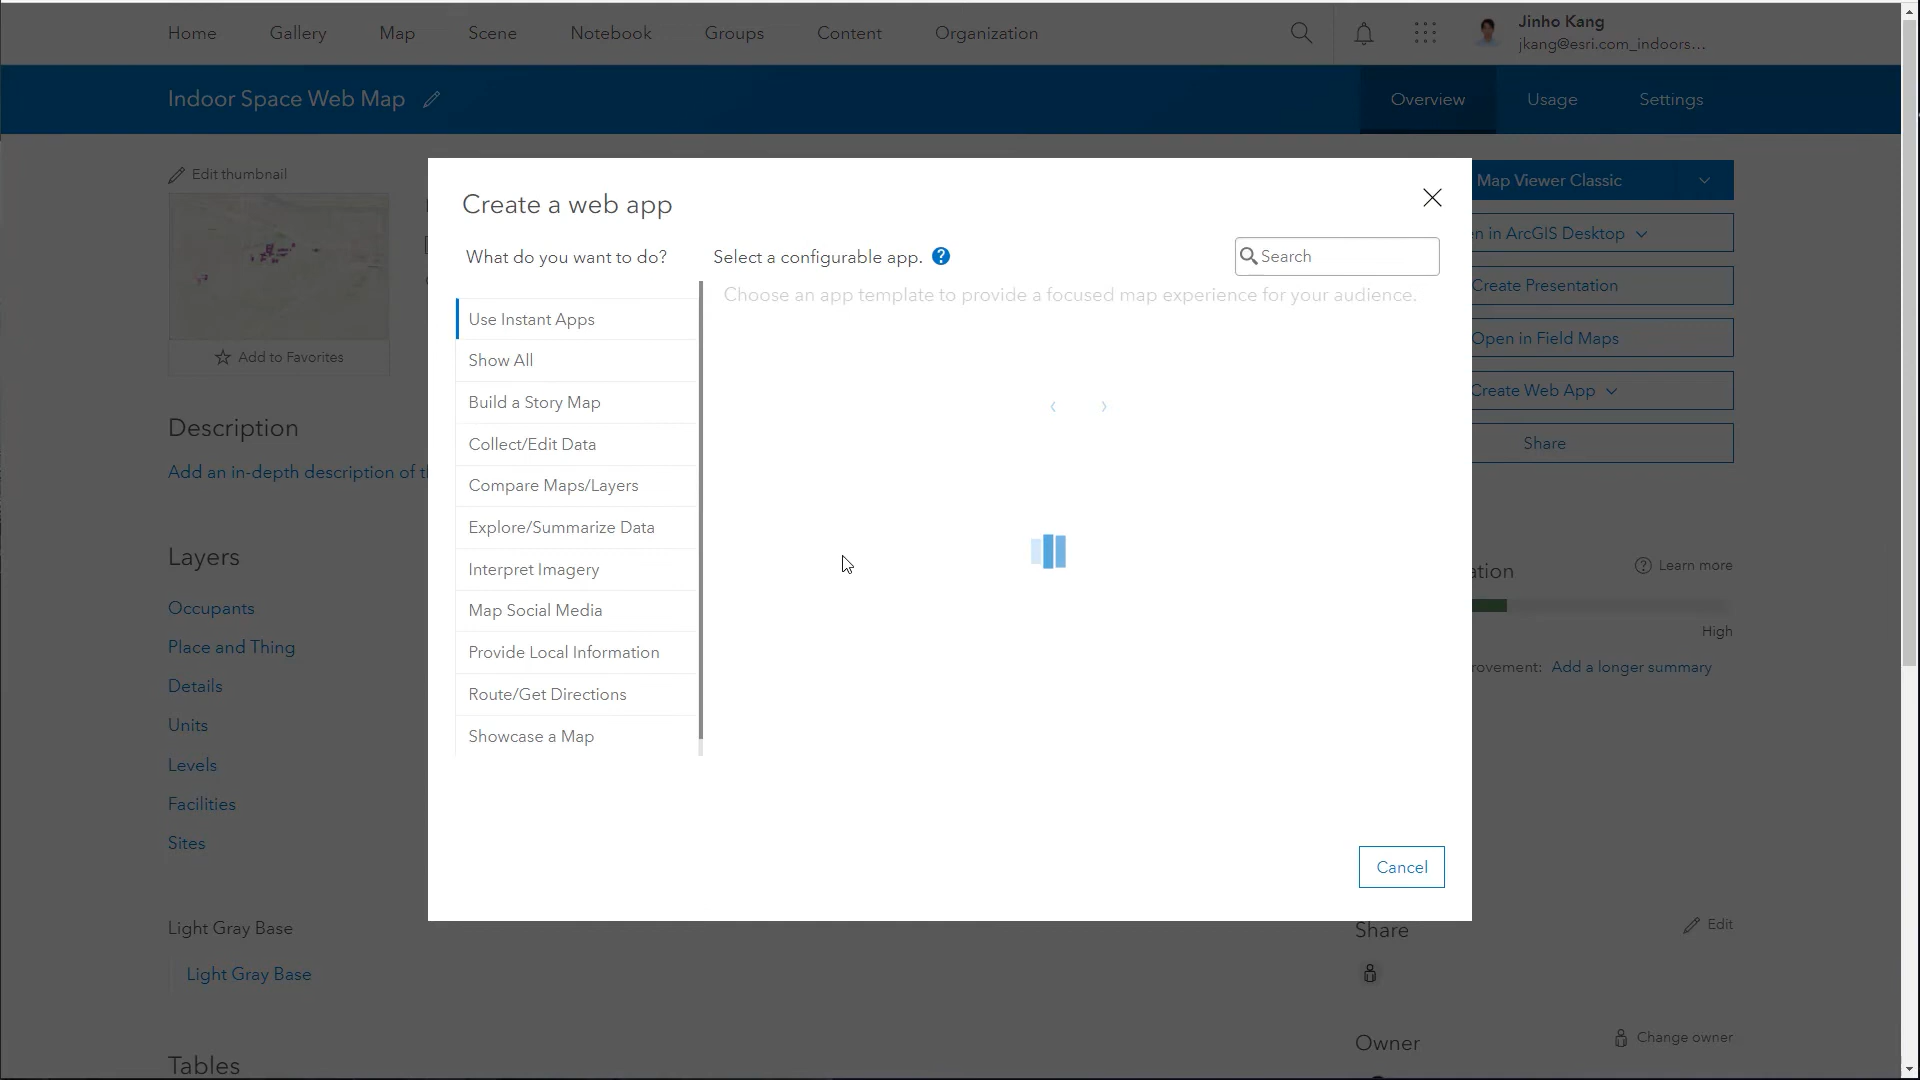 Home Gallery Map Scene Notebook Groups Content Organization
Jinho Kang
jkang@esri.com_indoors...
Indoor Space Web Map
Overview Usage Settings
Edit thumbnail
Add to Favorites
Description
Add an in-depth description of t
Layers
Occupants
Place and Thing
Details
Units
Levels
Facilities
Sites
Light Gray Base
Light Gray Base
Tables
Create a web app
What do you want to do?
Select a configurable app.
Search
Choose an app template to provide a focused map experience for your audience.
Use Instant Apps
Show All
Build a Story Map
Collect/Edit Data
Compare Maps/Layers
Explore/Summarize Data
Interpret Imagery
Map Social Media
Provide Local Information
Route/Get Directions
Showcase a Map
Cancel
Map Viewer Classic
in ArcGIS Desktop
Create Presentation
Open in Field Maps
Create Web App
Share
Learn more
High
Add a longer summary
Share
Edit
Owner
Change owner